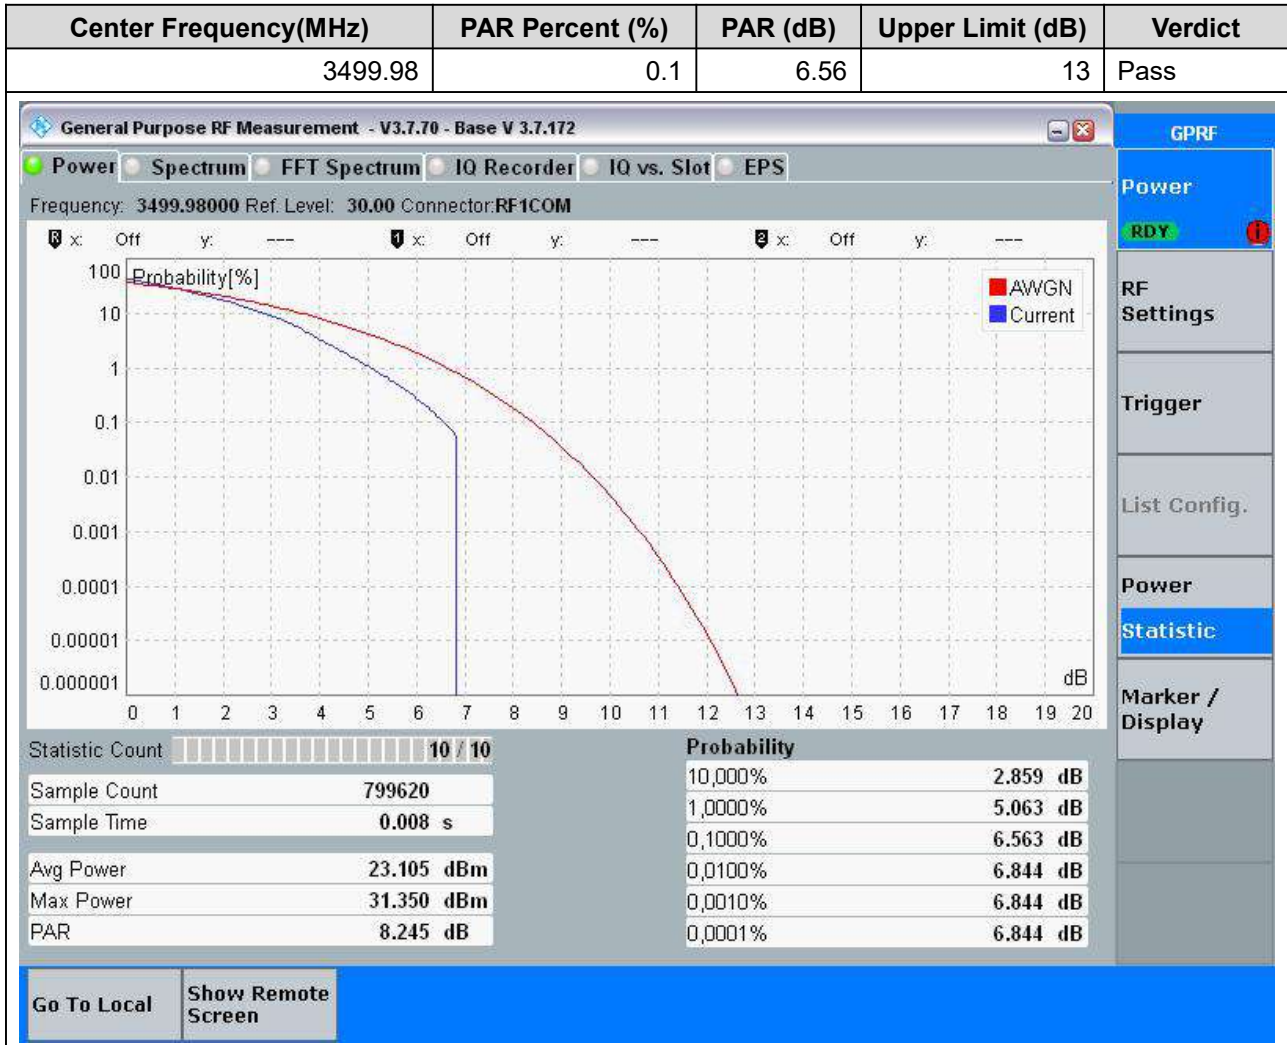 Center Frequency(MHz) PAR Percent (%) PAR (dB) Upper Limit (dB) Verdict
3499.98 0.1 6.56 13 Pass
General Purpose RF Measurement - V3.7.70 - Base V 3.7.172
GPRF
Power Spectrum FFT Spectrum IQ Recorder IQ vs. Slot EPS
Power
RDY
Frequency: 3499.98000 Ref. Level: 30.00 Connector:RF1COM
R x: Off y: --- 1 x: Off y: --- 2 x: Off y: ---
Probability[%]
AWGN
Current
100
10
1
0.1
0.01
0.001
0.0001
0.00001
0.000001
dB
0 1 2 3 4 5 6 7 8 9 10 11 12 13 14 15 16 17 18 19 20
RF
Settings
Trigger
List Config.
Power
Statistic
Marker /
Display
Statistic Count 10 / 10
Sample Count 799620
Sample Time 0.008 s
Avg Power 23.105 dBm
Max Power 31.350 dBm
PAR 8.245 dB
Probability
10,000% 2.859 dB
1,0000% 5.063 dB
0,1000% 6.563 dB
0,0100% 6.844 dB
0,0010% 6.844 dB
0,0001% 6.844 dB
Go To Local
Show Remote
Screen